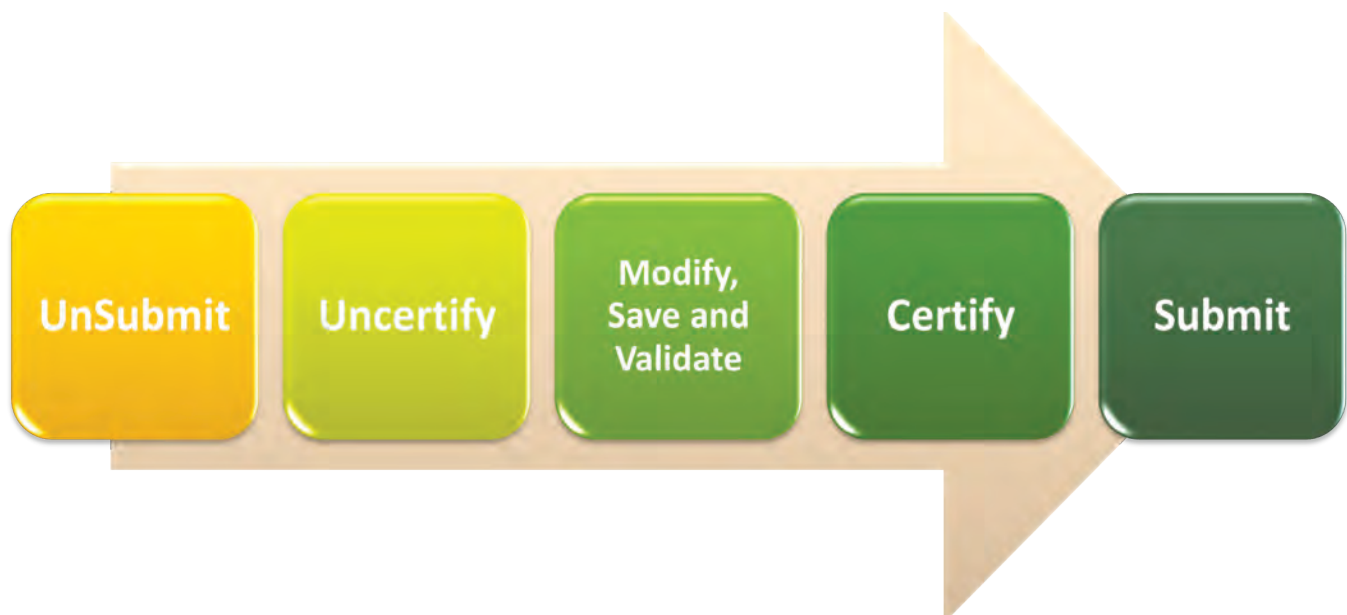 UnSubmit
Uncertify
Modify,
Save and
Validate
Certify
Submit